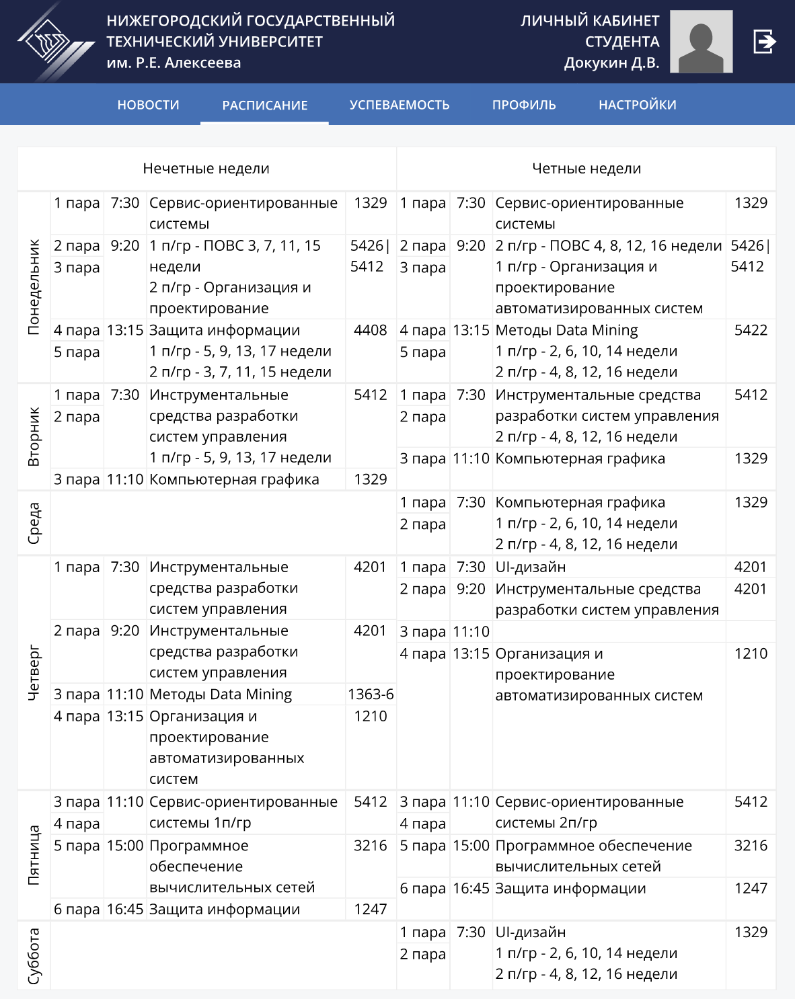 НИЖЕГОРОДСКИЙ ГОСУДАРСТВЕННЫЙ
ТЕХНИЧЕСКИЙ УНИВЕРСИТЕТ
им. Р.Е. Алексеева
ЛИЧНЫЙ КАБИНЕТ
СТУДЕНТА
Докукин Д.В.
НОВОСТИ РАСПИСАНИЕ УСПЕВАЕМОСТЬ ПРОФИЛЬ НАСТРОЙКИ
Нечетные недели
Четные недели
Понедельник
1 пара 7:30 Сервис-ориентированные 1329
системы
2 пара 9:20 1 п/гр - ПОВС 3, 7, 11, 15 5426|
3 пара недели 5412
2 п/гр - Организация и
проектирование
4 пара 13:15 Защита информации 4408
5 пара 1 п/гр - 5, 9, 13, 17 недели
2 п/гр - 3, 7, 11, 15 недели
1 пара 7:30 Сервис-ориентированные 1329
системы
2 пара 9:20 2 п/гр - ПОВС 4, 8, 12, 16 недели 5426|
3 пара 1 п/гр - Организация и 5412
проектирование
автоматизированных систем
4 пара 13:15 Методы Data Mining 5422
5 пара 1 п/гр - 2, 6, 10, 14 недели
2 п/гр - 4, 8, 12, 16 недели
Вторник
1 пара 7:30 Инструментальные 5412
2 пара средства разработки
систем управления
1 п/гр - 5, 9, 13, 17 недели
3 пара 11:10 Компьютерная графика 1329
1 пара 7:30 Инструментальные средства 5412
2 пара разработки систем управления
2 п/гр - 4, 8, 12, 16 недели
3 пара 11:10 Компьютерная графика 1329
Среда
1 пара 7:30 Компьютерная графика 1329
2 пара 1 п/гр - 2, 6, 10, 14 недели
2 п/гр - 4, 8, 12, 16 недели
Четверг
1 пара 7:30 Инструментальные 4201
средства разработки
систем управления
2 пара 9:20 Инструментальные 4201
средства разработки
систем управления
3 пара 11:10 Методы Data Mining 1363-6
4 пара 13:15 Организация и 1210
проектирование
автоматизированных
систем
1 пара 7:30 UI-дизайн 4201
2 пара 9:20 Инструментальные средства 4201
разработки систем управления
3 пара 11:10
4 пара 13:15 Организация и 1210
проектирование
автоматизированных систем
Пятница
3 пара 11:10 Сервис-ориентированные 5412
4 пара системы 1п/гр
5 пара 15:00 Программное 3216
обеспечение
вычислительных сетей
6 пара 16:45 Защита информации 1247
3 пара 11:10 Сервис-ориентированные 5412
4 пара системы 2п/гр
5 пара 15:00 Программное обеспечение 3216
вычислительных сетей
6 пара 16:45 Защита информации 1247
Суббота
1 пара 7:30 UI-дизайн 1329
2 пара 1 п/гр - 2, 6, 10, 14 недели
2 п/гр - 4, 8, 12, 16 недели